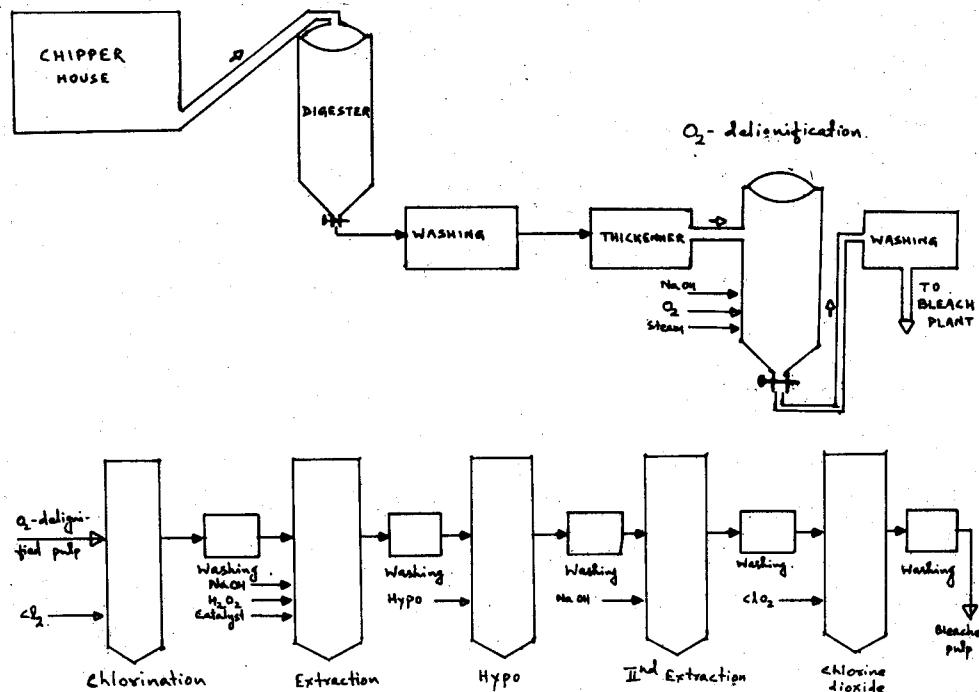 CHIPPER
HOUSE
DIGESTER
O₂- delignification.
WASHING
THICKENNER
WASHING
NaOH
O₂
Steam
TO
BLEACH
PLANT
O₂-deligni-
fied pulp
Cl₂
Washing
NaOH
H₂O₂
Catalyst
Washing
Hypo
Washing
NaOH
Washing
ClO₂
Washing
Bleached
pulp
Chlorination
Extraction
Hypo
IInd Extraction
Chlorine
dioxide